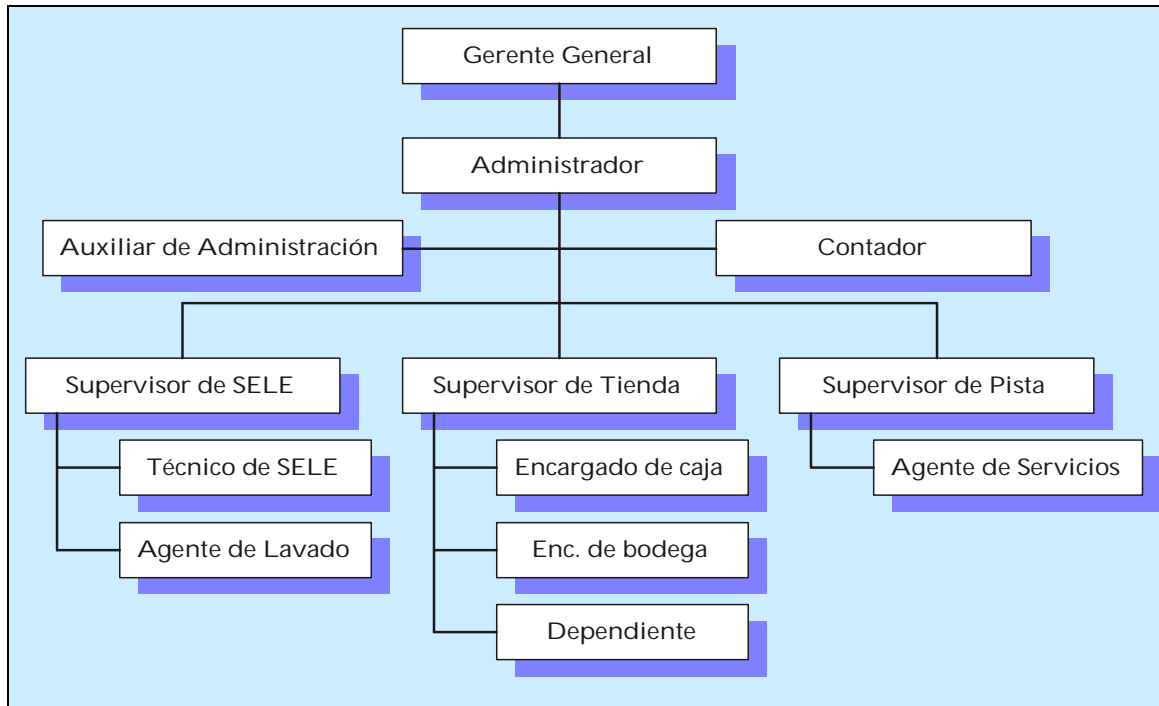 Gerente General
Administrador
Auxiliar de Administración
Contador
Supervisor de SELE
Supervisor de Tienda
Supervisor de Pista
Técnico de SELE
Encargado de caja
Agente de Servicios
Agente de Lavado
Enc. de bodega
Dependiente